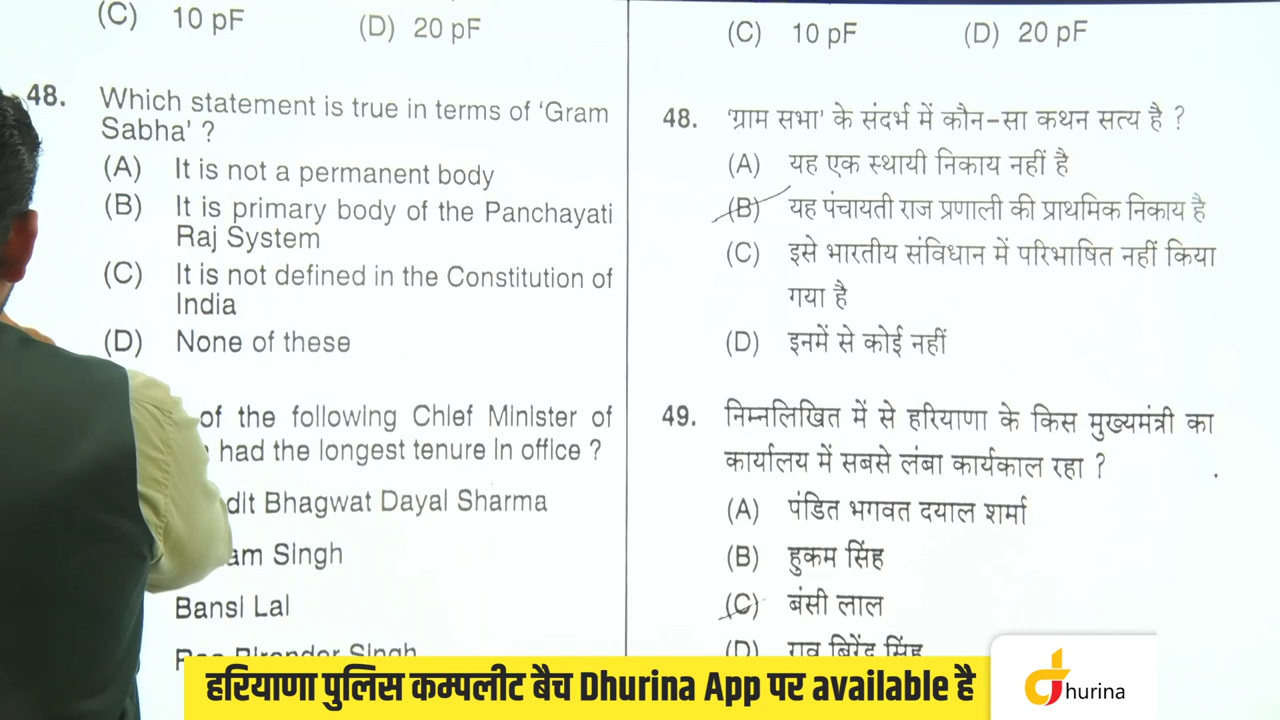 (C) 10 pF (D) 20 pF
48. Which statement is true in terms of ‘Gram
Sabha’ ?
(A) It is not a permanent body
(B) It is primary body of the Panchayati
Raj System
(C) It is not defined in the Constitution of
India
(D) None of these
of the following Chief Minister of
had the longest tenure in office ?
Bhagwat Dayal Sharma
Singh
Bansi Lal
Birender Singh
(C) 10 pF (D) 20 pF
48. ‘ग्राम सभा’ के संदर्भ में कौन-सा कथन सत्य है ?
(A) यह एक स्थायी निकाय नहीं है
(B) यह पंचायती राज प्रणाली की प्राथमिक निकाय है
(C) इसे भारतीय संविधान में परिभाषित नहीं किया
गया है
(D) इनमें से कोई नहीं
49. निम्नलिखित में से हरियाणा के किस मुख्यमंत्री का
कार्यालय में सबसे लंबा कार्यकाल रहा ?
(A) पंडित भगवत दयाल शर्मा
(B) हुकम सिंह
(C) बंसी लाल
(D) राव बिरेंद्र सिंह
हरियाणा पुलिस कम्पलीट बैच Dhurina App पर available है
dhurina